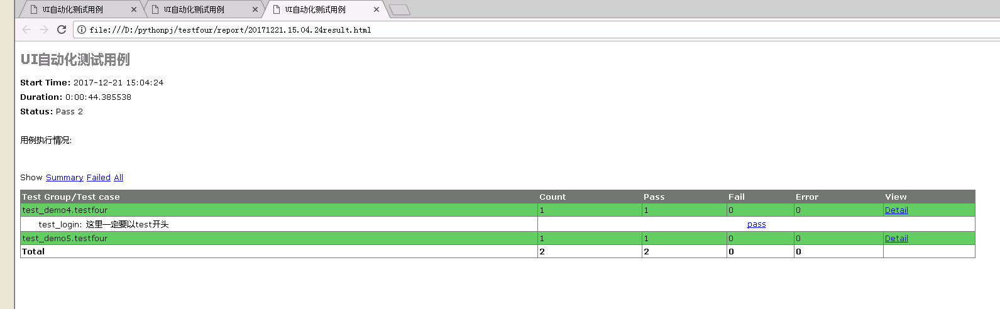 UI自动化测试用例 UI自动化测试用例 UI自动化测试用例
file:///D:/pythonpj/testfour/report/20171221.15.04.24result.html
UI自动化测试用例
Start Time: 2017-12-21 15:04:24
Duration: 0:00:44.385538
Status: Pass 2
用例执行情况:
Show Summary Failed All
Test Group/Test case Count Pass Fail Error View
test_demo4.testfour 1 1 0 0 Detail
test_login: 这里一定要以test开头 pass
test_demo5.testfour 1 1 0 0 Detail
Total 2 2 0 0